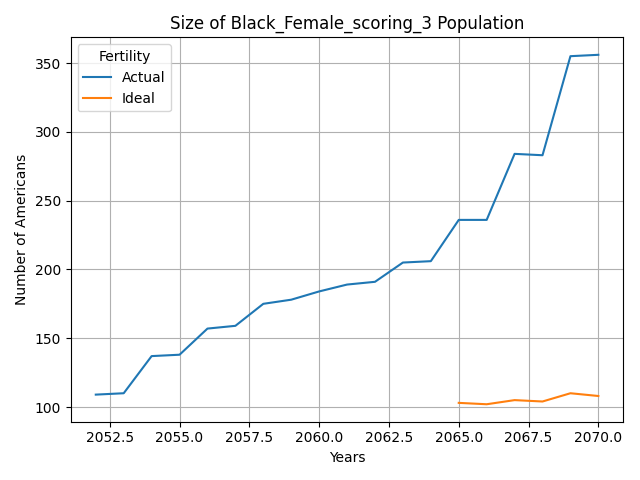 Size of Black_Female_scoring_3 Population
Fertility
Actual
Ideal
Number of Americans
350
300
250
200
150
100
2052.5 2055.0 2057.5 2060.0 2062.5 2065.0 2067.5 2070.0
Years